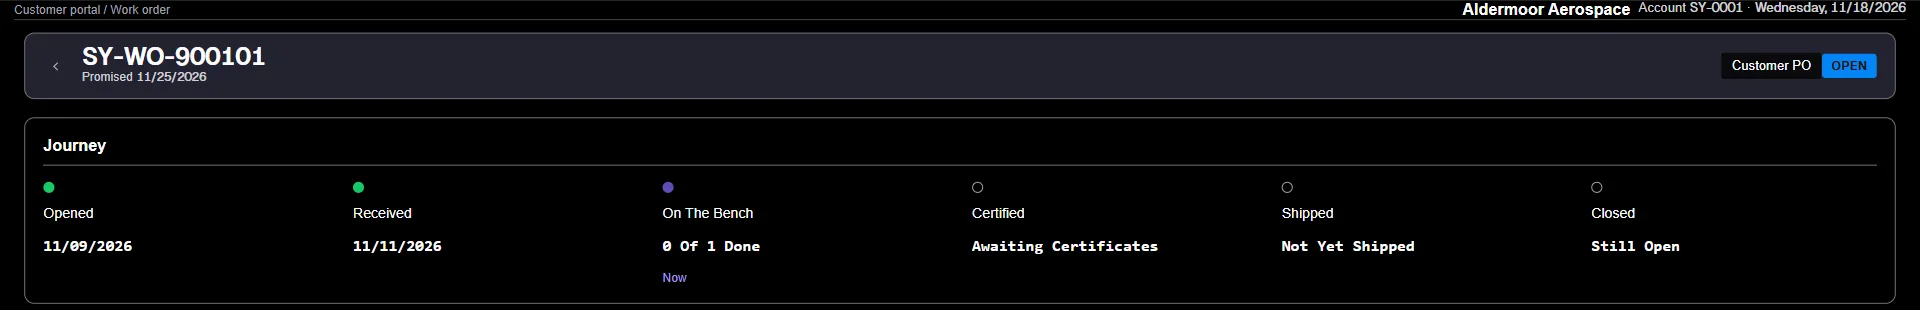 Customer portal / Work order
Aldermoor Aerospace Account SY-0001 · Wednesday, 11/18/2026
SY-WO-900101
Promised 11/25/2026
Customer PO OPEN
Journey
Opened
11/09/2026
Received
11/11/2026
On The Bench
0 Of 1 Done
Now
Certified
Awaiting Certificates
Shipped
Not Yet Shipped
Closed
Still Open